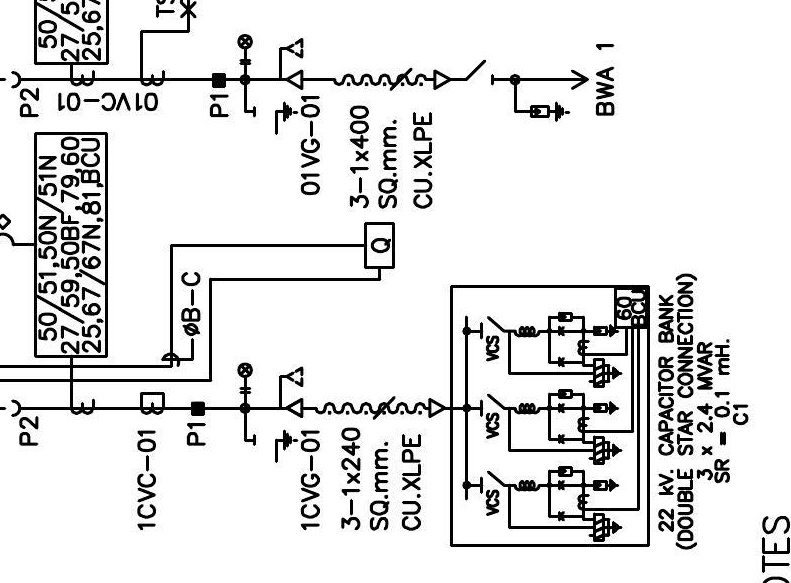 50/5
27/5
25,67
TS
P2
01VC-01
P1
01VG-01
3-1x400
SQ.mm.
CU.XLPE
BWA 1
50/51,50N/51N
27/59,50BF,79,60
25,67/67N,81,BCU
øB-C
Q
P2
1CVC-01
P1
1CVG-01
3-1x240
SQ.mm.
CU.XLPE
VCS
VCS
VCS
60
BCU
22 kV. CAPACITOR BANK
(DOUBLE STAR CONNECTION)
3 x 2.4 MVAR
SR = 0.1 mH.
C1
OTES